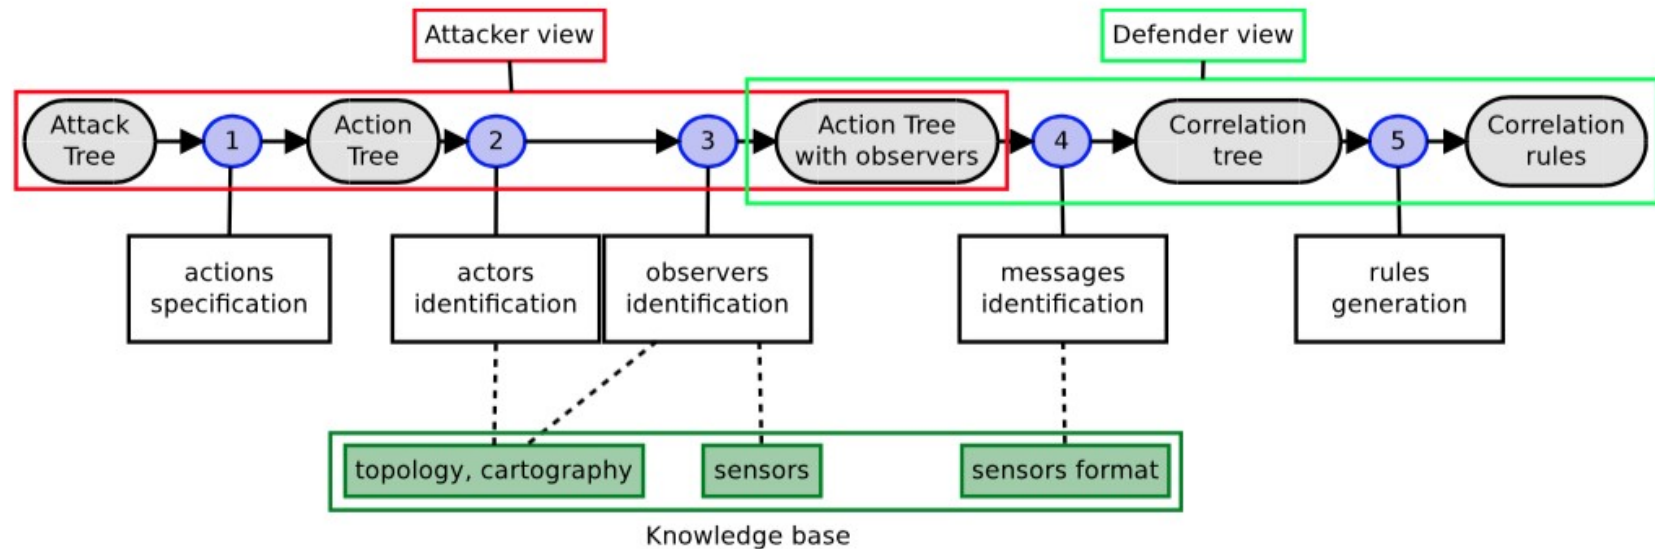 Attacker view
Defender view
Attack
Tree
1
Action
Tree
2
3
Action Tree
with observers
4
Correlation
tree
5
Correlation
rules
actions
specification
actors
identification
observers
identification
messages
identification
rules
generation
topology, cartography
sensors
sensors format
Knowledge base